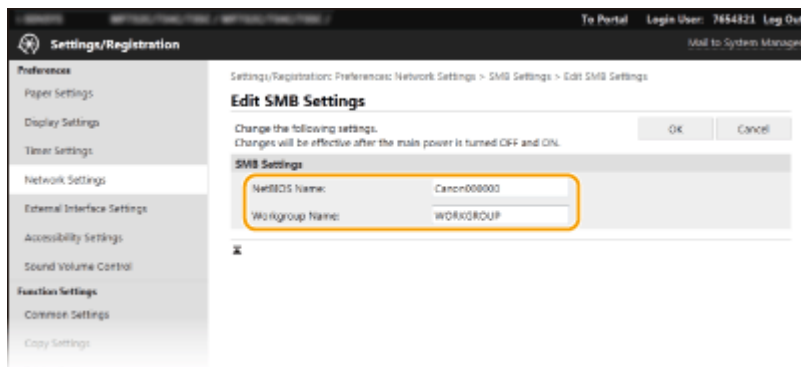 To Portal Login User: 7654321 Log Out
Settings/Registration
Mail to System Manager
Preferences
Paper Settings
Display Settings
Timer Settings
Network Settings
External Interface Settings
Accessibility Settings
Sound Volume Control
Function Settings
Common Settings
Copy Settings
Settings/Registration: Preferences: Network Settings > SMB Settings > Edit SMB Settings
Edit SMB Settings
Change the following settings.
Changes will be effective after the main power is turned OFF and ON.
OK Cancel
SMB Settings
NetBIOS Name: Canon000000
Workgroup Name: WORKGROUP